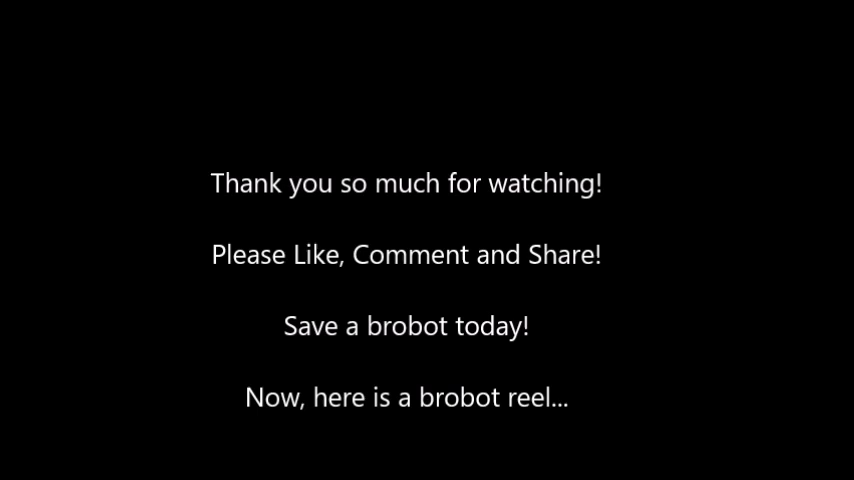 Thank you so much for watching!
Please Like, Comment and Share!
Save a brobot today!
Now, here is a brobot reel...